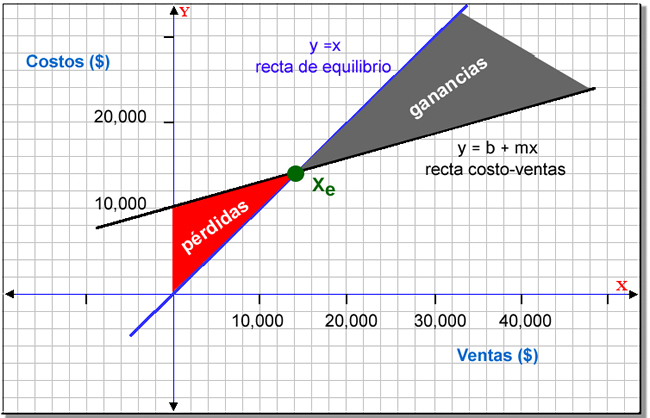 Y
Costos ($)
y =x
recta de equilibrio
ganancias
20,000
y = b + mx
recta costo-ventas
Xe
10,000
pérdidas
X
10,000
20,000
30,000
40,000
Ventas ($)